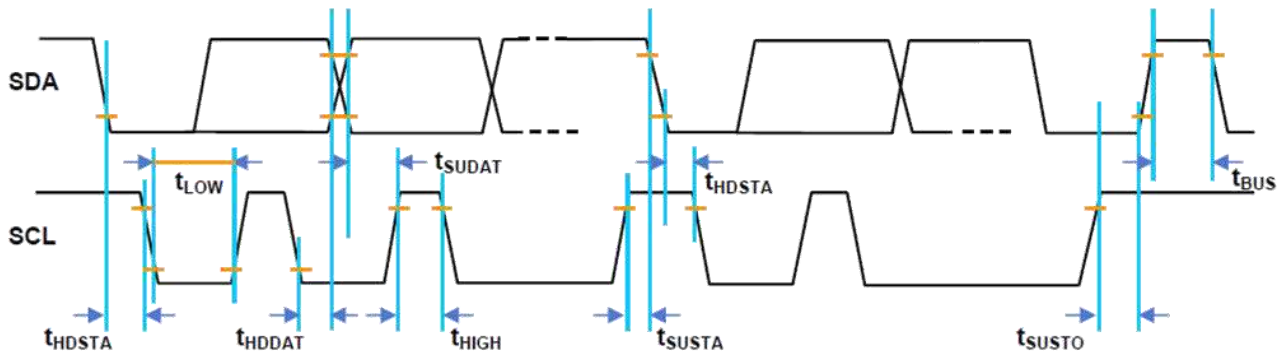 SDA
tSUDAT
tLOW
tHDSTA
tBUS
SCL
tHDSTA
tHDDAT
tHIGH
tSUSTA
tSUSTO